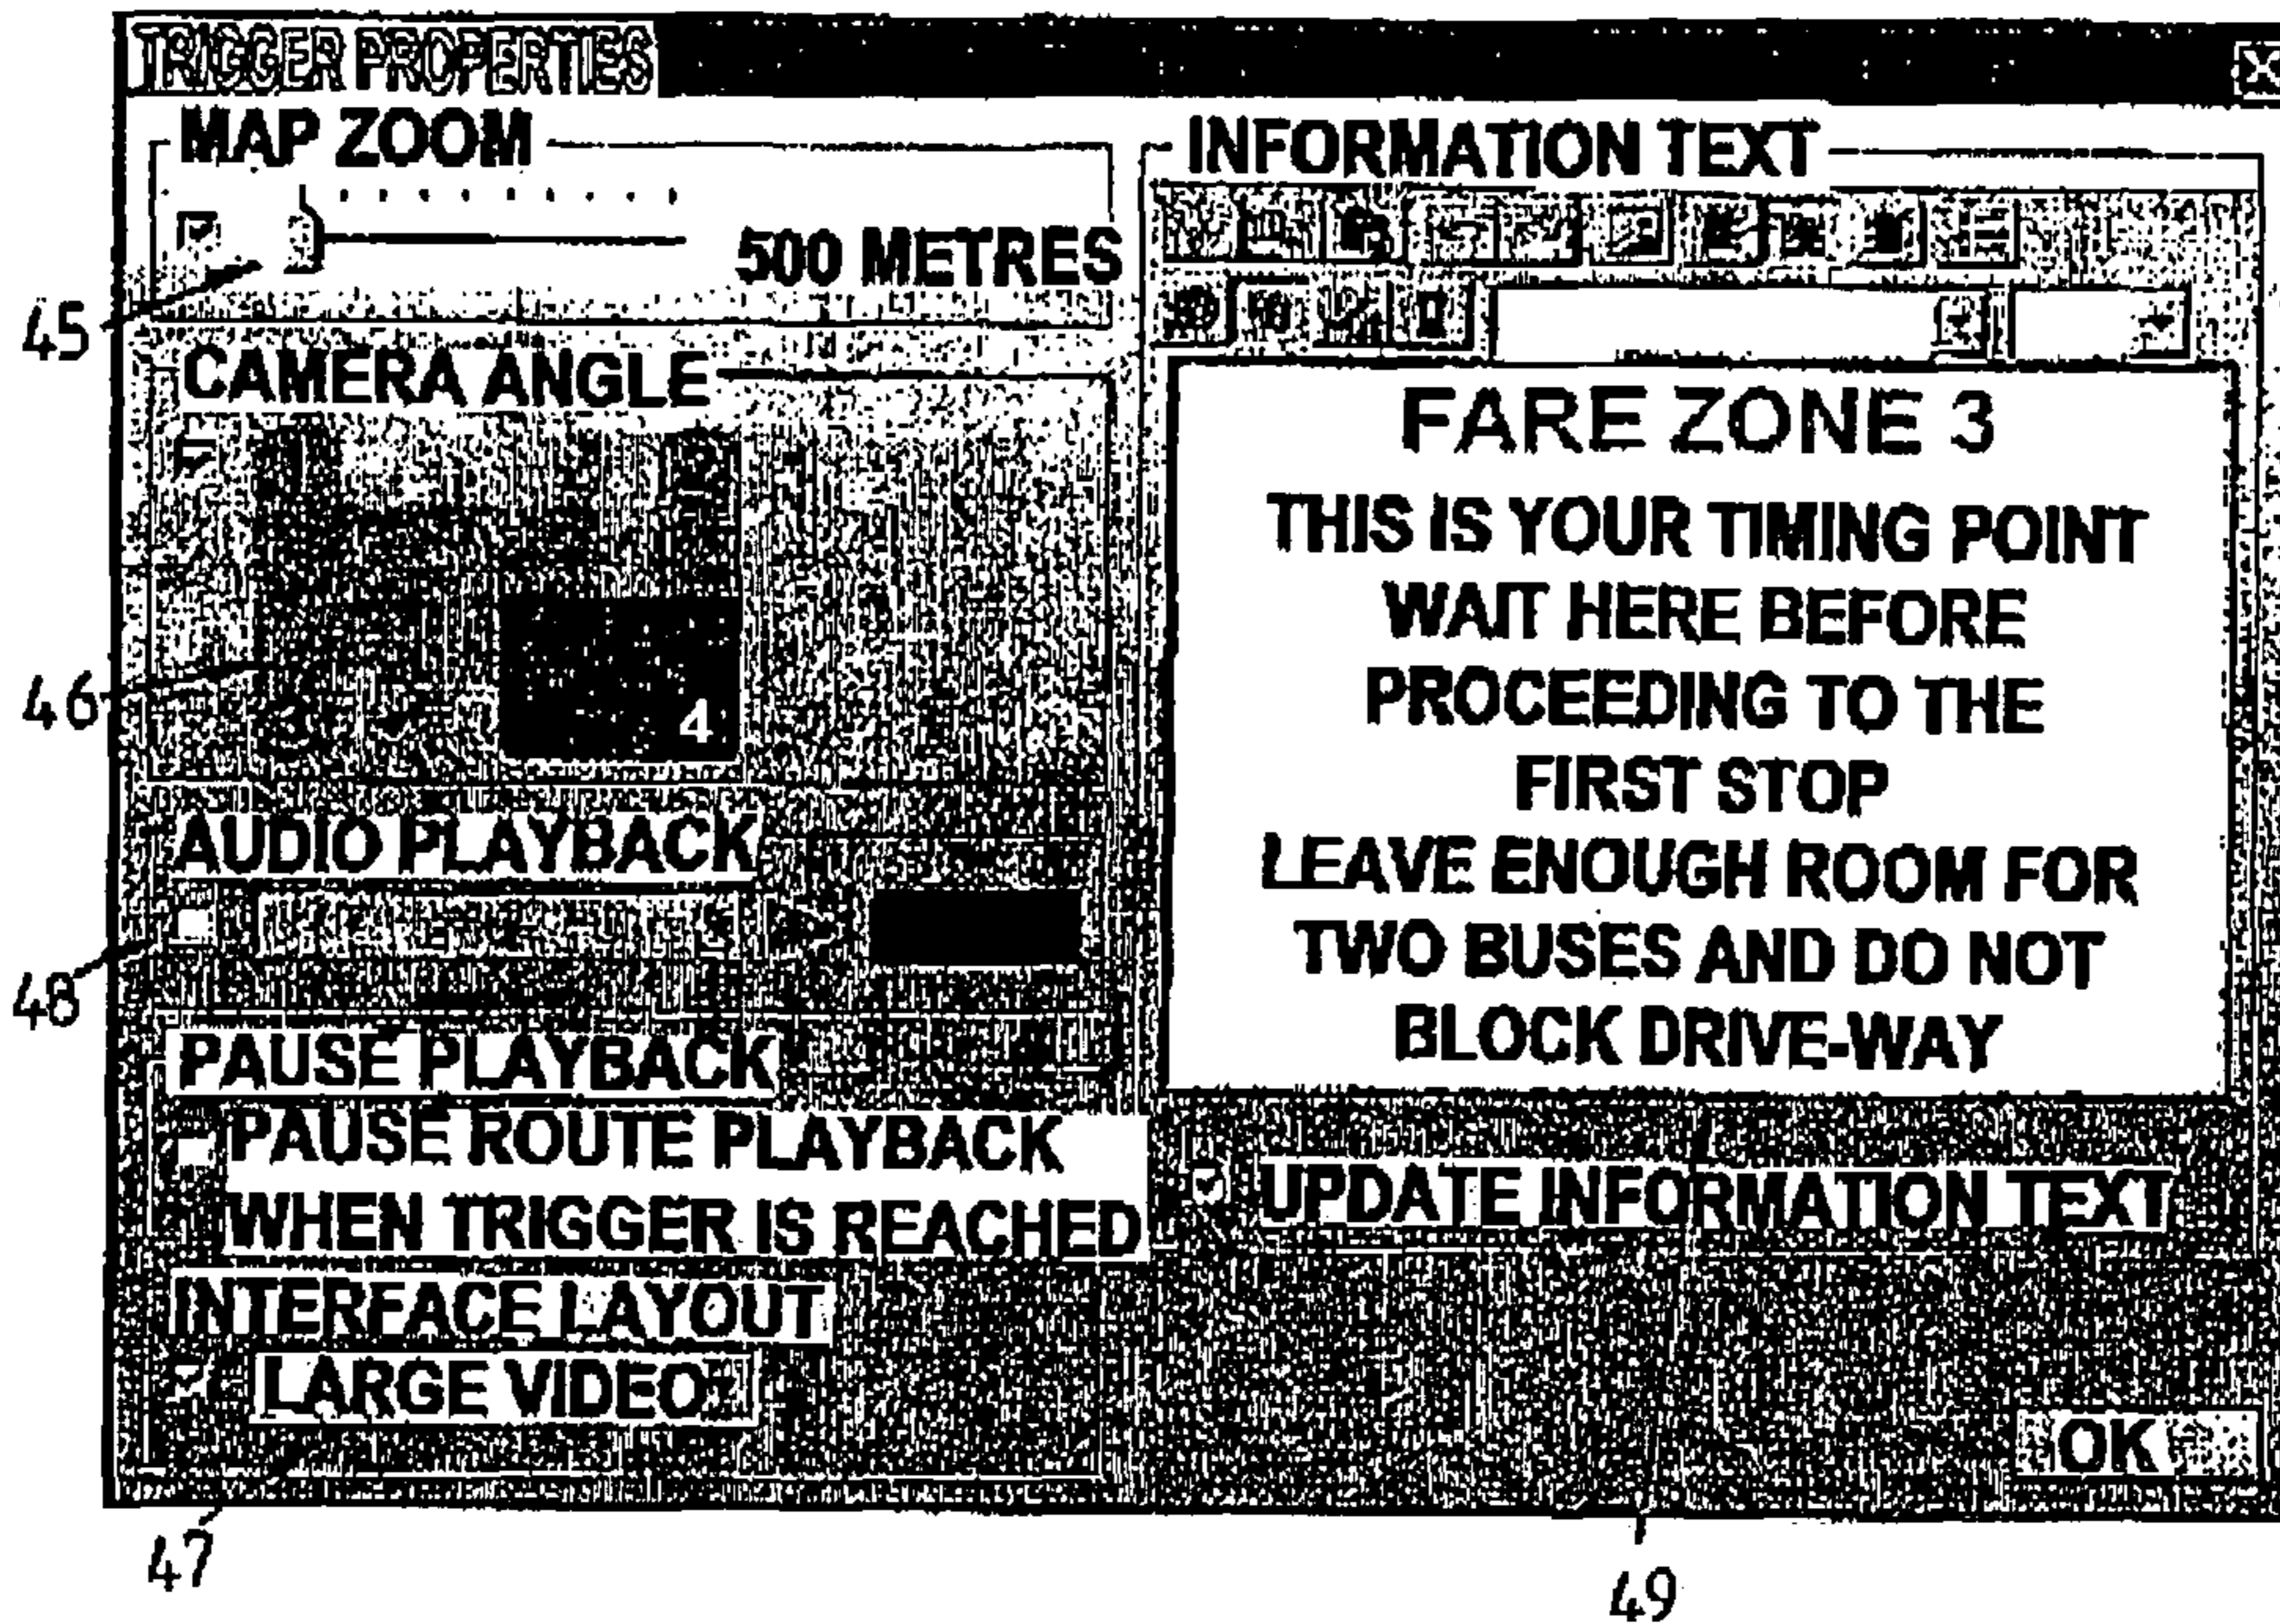 TRIGGER PROPERTIES
MAP ZOOM
500 METRES
45
CAMERA ANGLE
4
46
AUDIO PLAYBACK
48
PAUSE PLAYBACK
PAUSE ROUTE PLAYBACK
WHEN TRIGGER IS REACHED
INTERFACE LAYOUT
LARGE VIDEO
47
INFORMATION TEXT
FARE ZONE 3
THIS IS YOUR TIMING POINT
WAIT HERE BEFORE
PROCEEDING TO THE
FIRST STOP
LEAVE ENOUGH ROOM FOR
TWO BUSES AND DO NOT
BLOCK DRIVE-WAY
UPDATE INFORMATION TEXT
OK
49